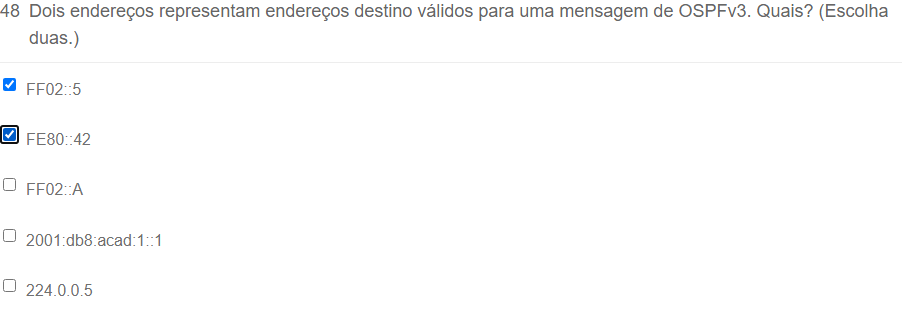 48 Dois endereços representam endereços destino válidos para uma mensagem de OSPFv3. Quais? (Escolha
duas.)
FF02::5
FE80::42
FF02::A
2001:db8:acad:1::1
224.0.0.5